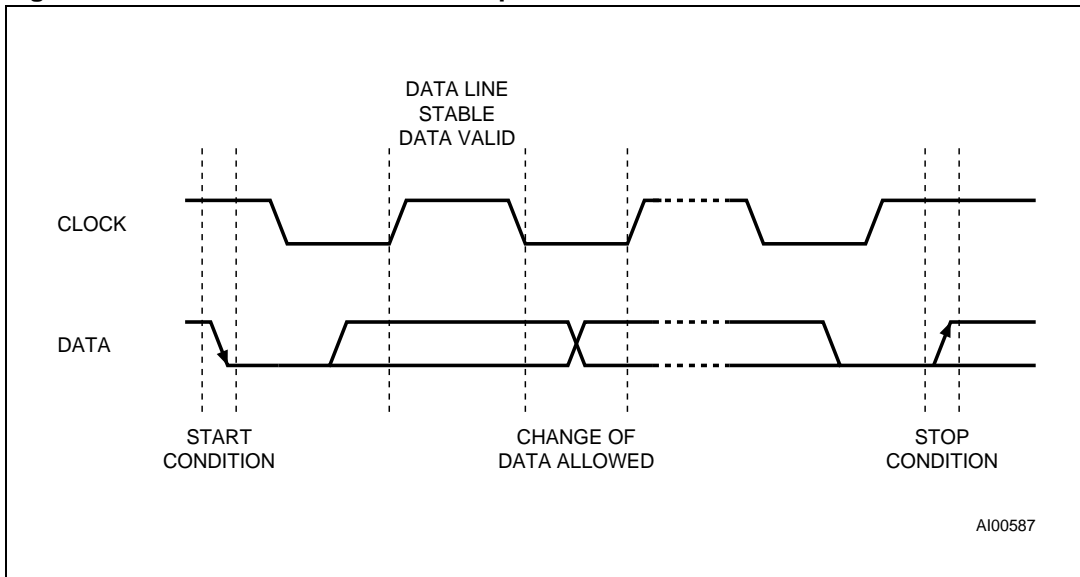 DATA LINE
STABLE
DATA VALID
CLOCK
DATA
START
CONDITION
CHANGE OF
DATA ALLOWED
STOP
CONDITION
AI00587